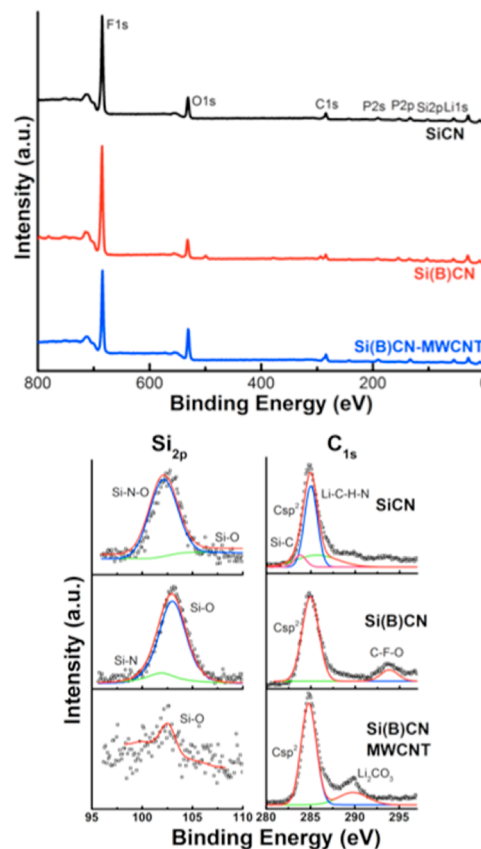 F1s
O1s
C1s
P2s
P2p
Si2p
Li1s
SiCN
Si(B)CN
Si(B)CN-MWCNT
Intensity (a.u.)
800 600 400 200 0
Binding Energy (eV)
Si2p
C1s
Si-N-O
Si-O
Li-C-H-N
Csp2
Si-C
SiCN
Si-O
Si-N
Csp2
C-F-O
Si(B)CN
Si-O
Csp2
Li2CO3
Si(B)CN
MWCNT
Intensity (a.u.)
95 100 105 110
280 285 290 295
Binding Energy (eV)